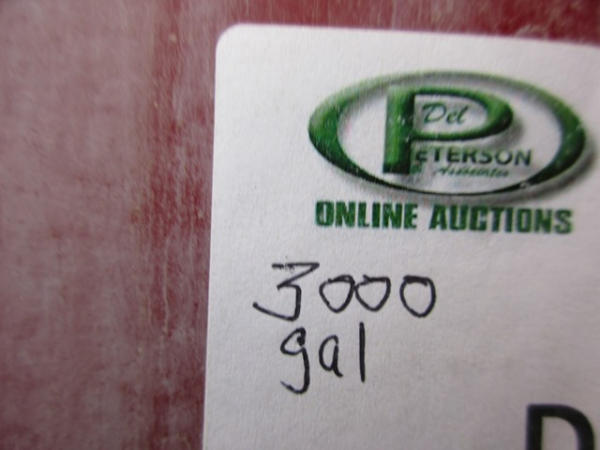 Del
PETERSON
& Associates
ONLINE AUCTIONS
3000
gal
D